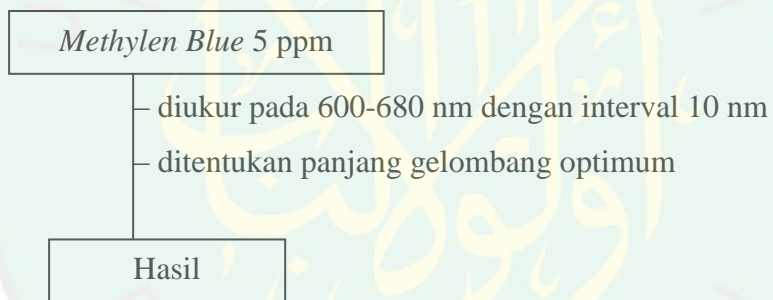 Methylen Blue 5 ppm
– diukur pada 600-680 nm dengan interval 10 nm
– ditentukan panjang gelombang optimum
Hasil